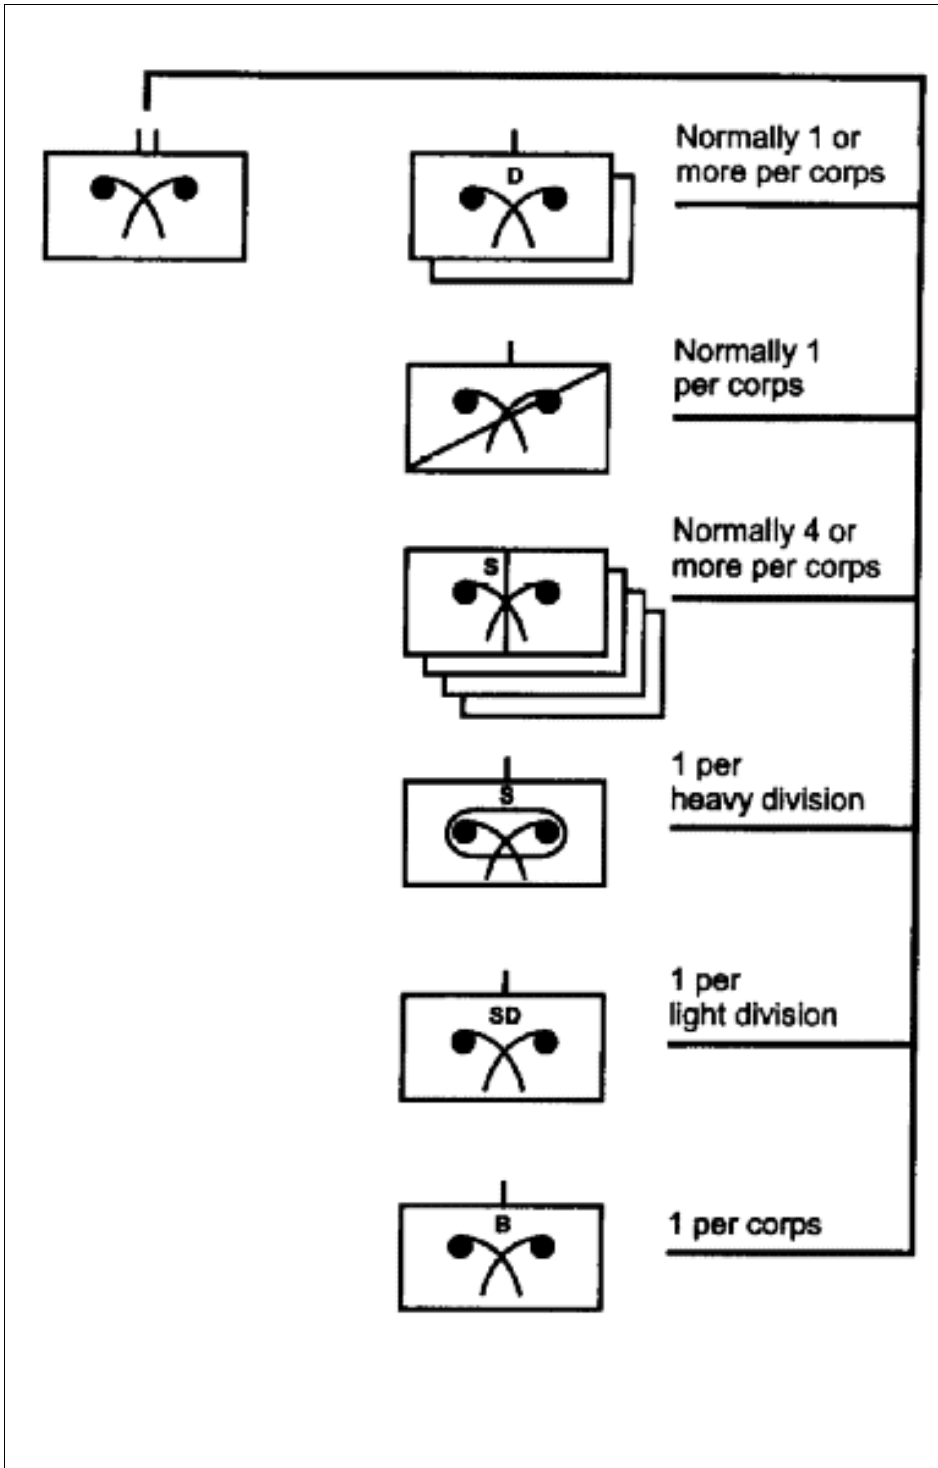 D
Normally 1 or
more per corps
Normally 1
per corps
S
Normally 4 or
more per corps
S
1 per
heavy division
SD
1 per
light division
B
1 per corps